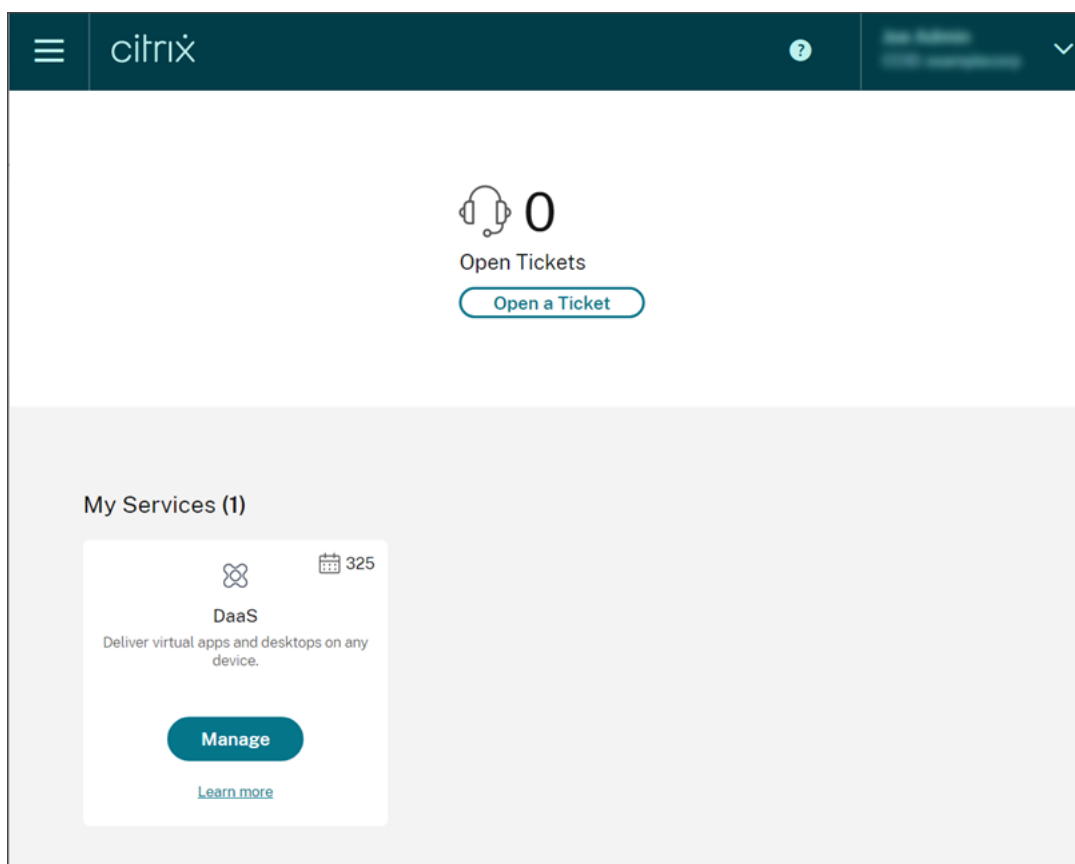 citrix
?
0
Open Tickets
Open a Ticket
My Services (1)
325
DaaS
Deliver virtual apps and desktops on any
device.
Manage
Learn more